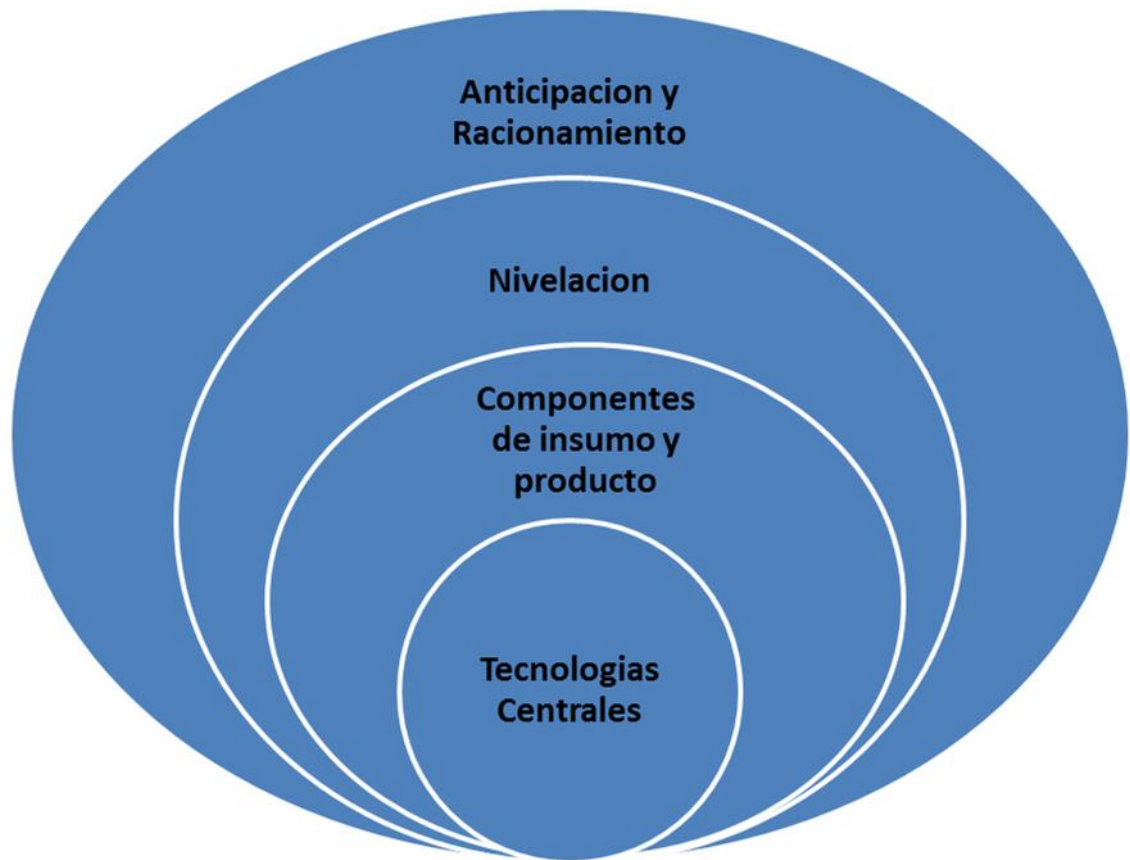 Anticipacion y
Racionamiento
Nivelacion
Componentes
de insumo y
producto
Tecnologias
Centrales